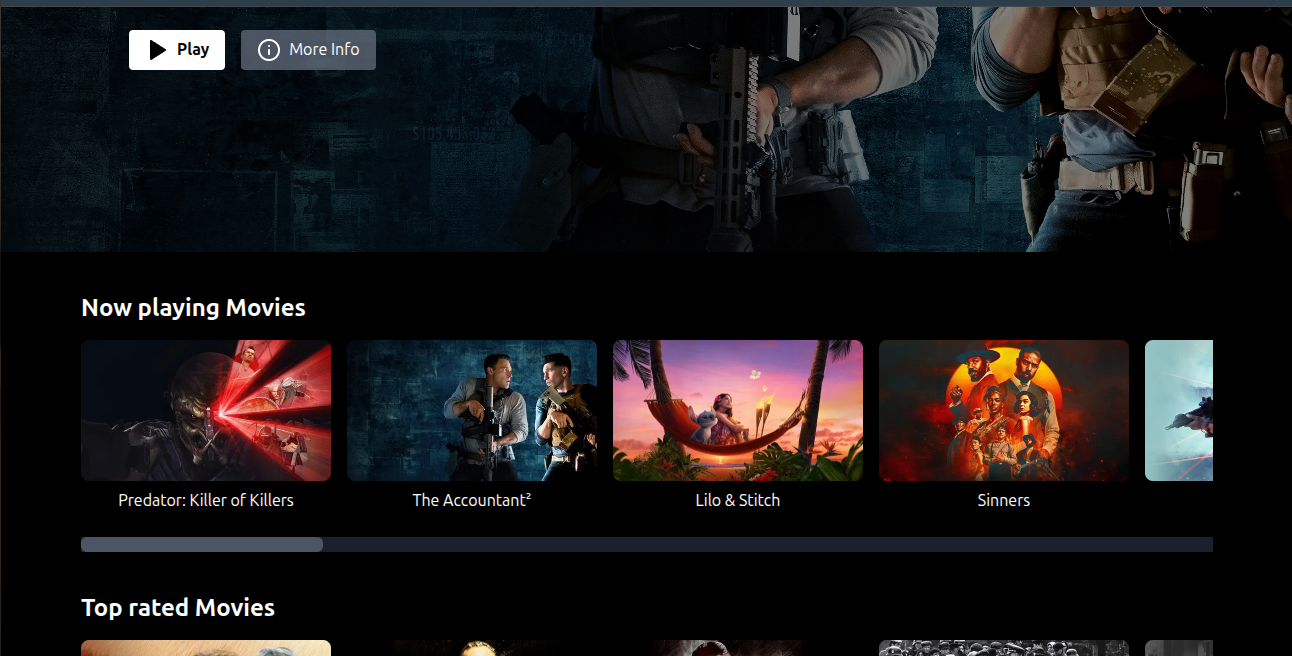 Play
More Info
Now playing Movies
Predator: Killer of Killers
The Accountant²
Lilo & Stitch
Sinners
Top rated Movies